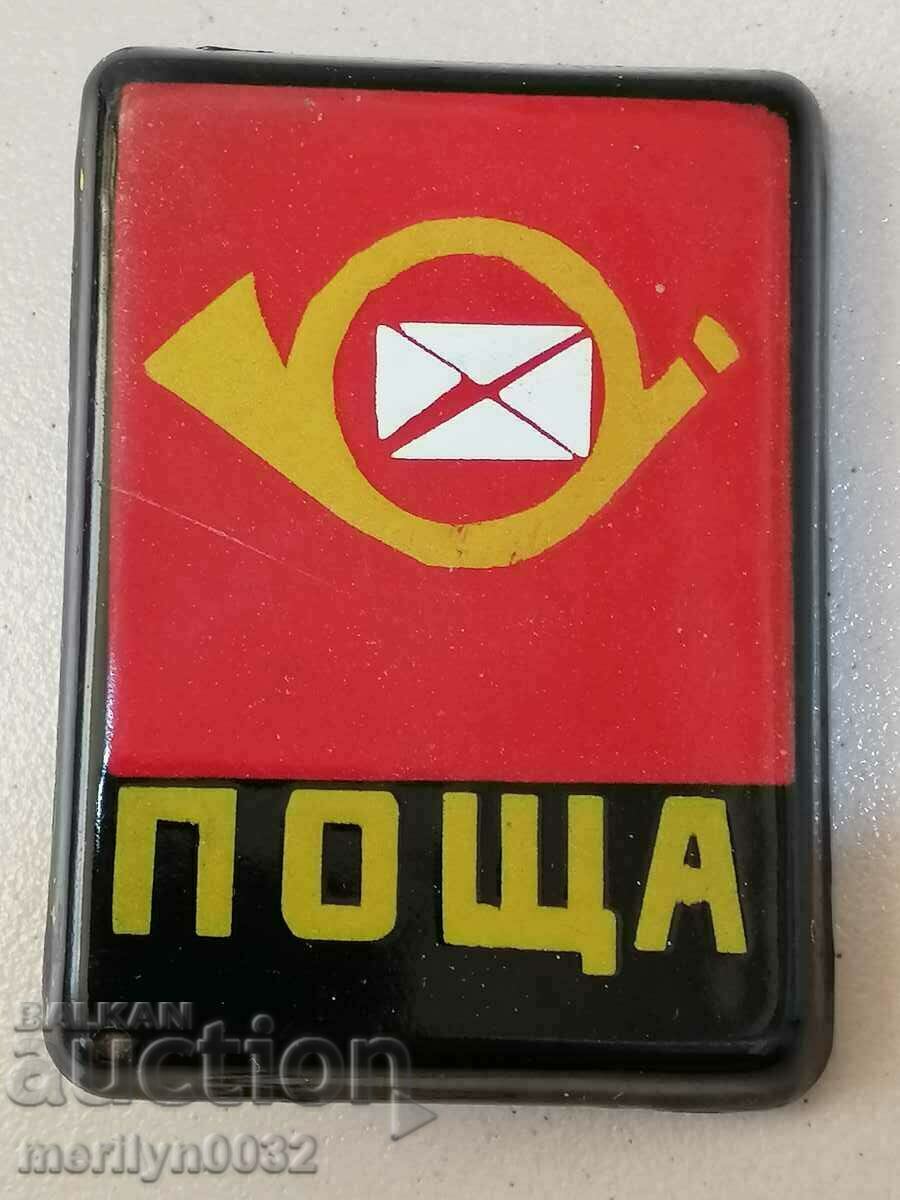 ПОЩА
BALKAN
auction
merilyn0032